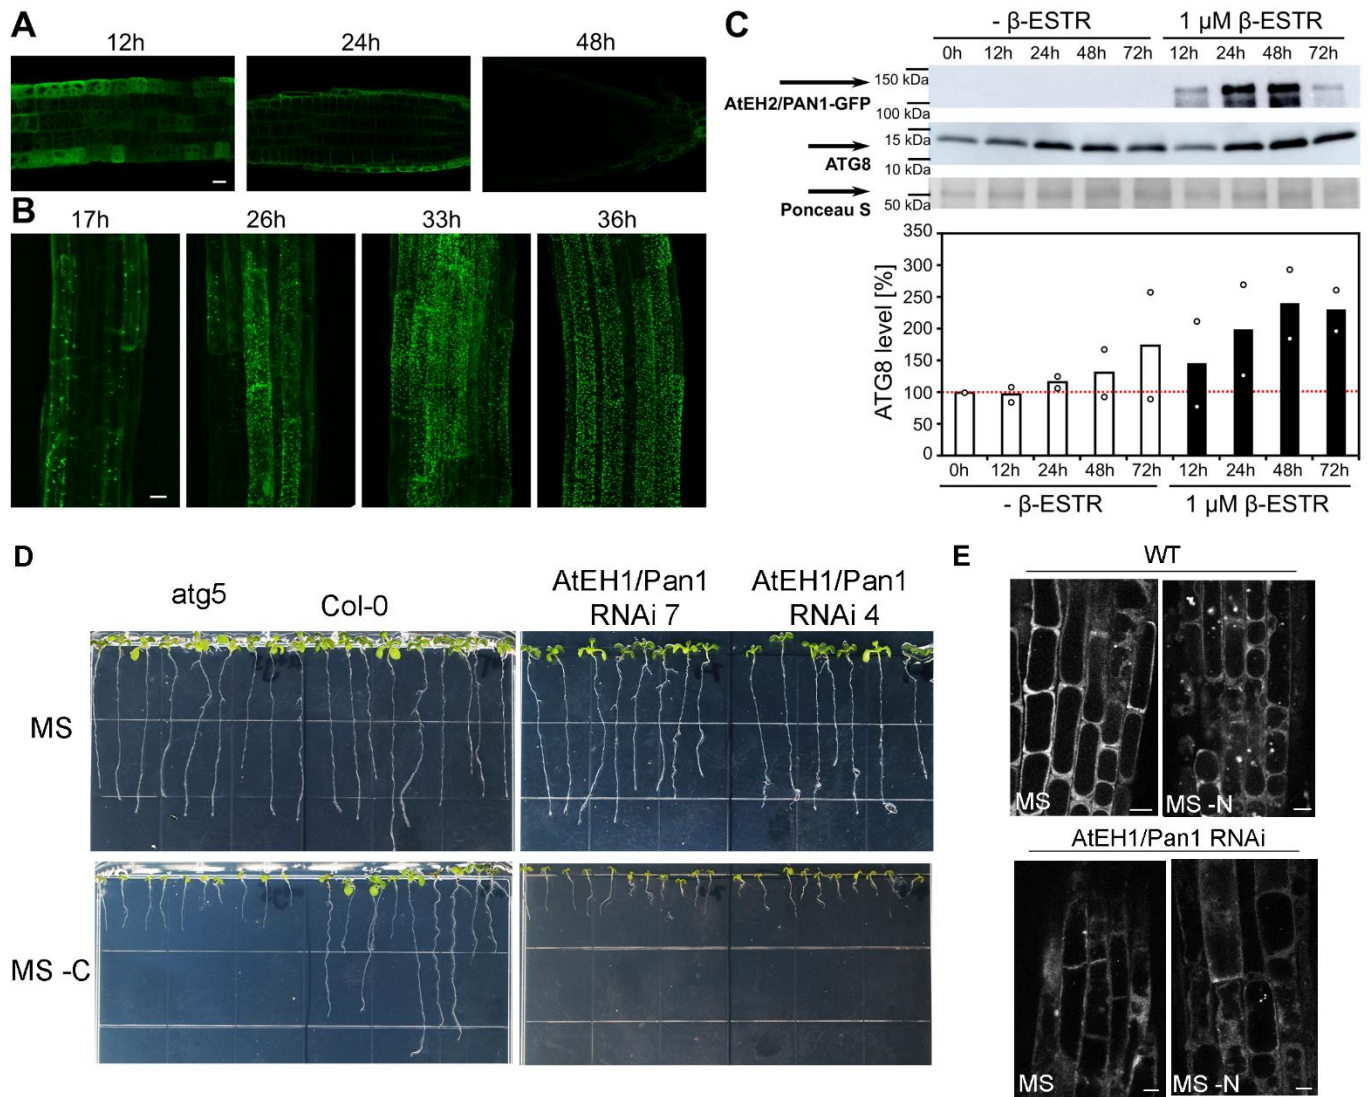 A
12h 24h 48h
B
17h 26h 33h 36h
C
- β-ESTR 1 µM β-ESTR
0h 12h 24h 48h 72h 12h 24h 48h 72h
150 kDa
AtEH2/PAN1-GFP
100 kDa
15 kDa
ATG8
10 kDa
Ponceau S
50 kDa
ATG8 level [%]
350
300
250
200
150
100
50
0
0h 12h 24h 48h 72h 12h 24h 48h 72h
- β-ESTR 1 µM β-ESTR
D
atg5 Col-0 AtEH1/Pan1 AtEH1/Pan1
RNAi 7 RNAi 4
MS
MS -C
E
WT
MS MS -N
AtEH1/Pan1 RNAi
MS MS -N